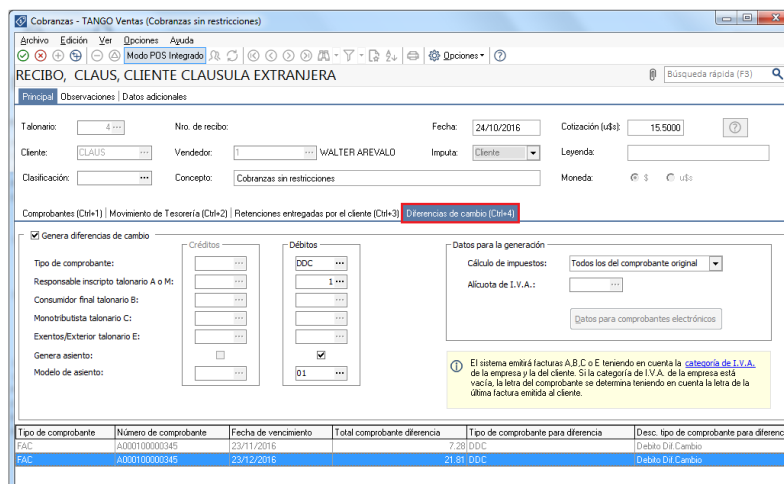 Cobranzas - TANGO Ventas (Cobranzas sin restricciones)
Archivo Edición Ver Opciones Ayuda
Modo POS Integrado Opciones
RECIBO, CLAUS, CLIENTE CLAUSULA EXTRANJERA Búsqueda rápida (F3)
Principal Observaciones Datos adicionales
Talonario: 4 Nro. de recibo: Fecha: 24/10/2016 Cotización (u$s): 15.5000
Cliente: CLAUS Vendedor: 1 WALTER AREVALO Imputa: Cliente Leyenda:
Clasificación: Concepto: Cobranzas sin restricciones Moneda: $ u$s
Comprobantes (Ctrl+1) Movimiento de Tesorería (Ctrl+2) Retenciones entregadas por el cliente (Ctrl+3) Diferencias de cambio (Ctrl+4)
Genera diferencias de cambio
Créditos Débitos Datos para la generación
Tipo de comprobante: DDC Cálculo de impuestos: Todos los del comprobante original
Responsable inscripto talonario A o M: 1 Alícuota de I.V.A.:
Consumidor final talonario B:
Monotributista talonario C: Datos para comprobantes electrónicos
Exentos/Exterior talonario E:
Genera asiento:
Modelo de asiento: 01
El sistema emitirá facturas A,B,C o E teniendo en cuenta la categoría de I.V.A.
de la empresa y la del cliente. Si la categoría de I.V.A. de la empresa está
vacía, la letra del comprobante se determina teniendo en cuenta la letra de la
última factura emitida al cliente.
Tipo de comprobante Número de comprobante Fecha de vencimiento Total comprobante diferencia Tipo de comprobante para diferencia Desc. tipo de comprobante para diferenc
FAC A000100000345 23/11/2016 7.28 DDC Debito Dif.Cambio
FAC A000100000345 23/12/2016 21.81 DDC Debito Dif.Cambio